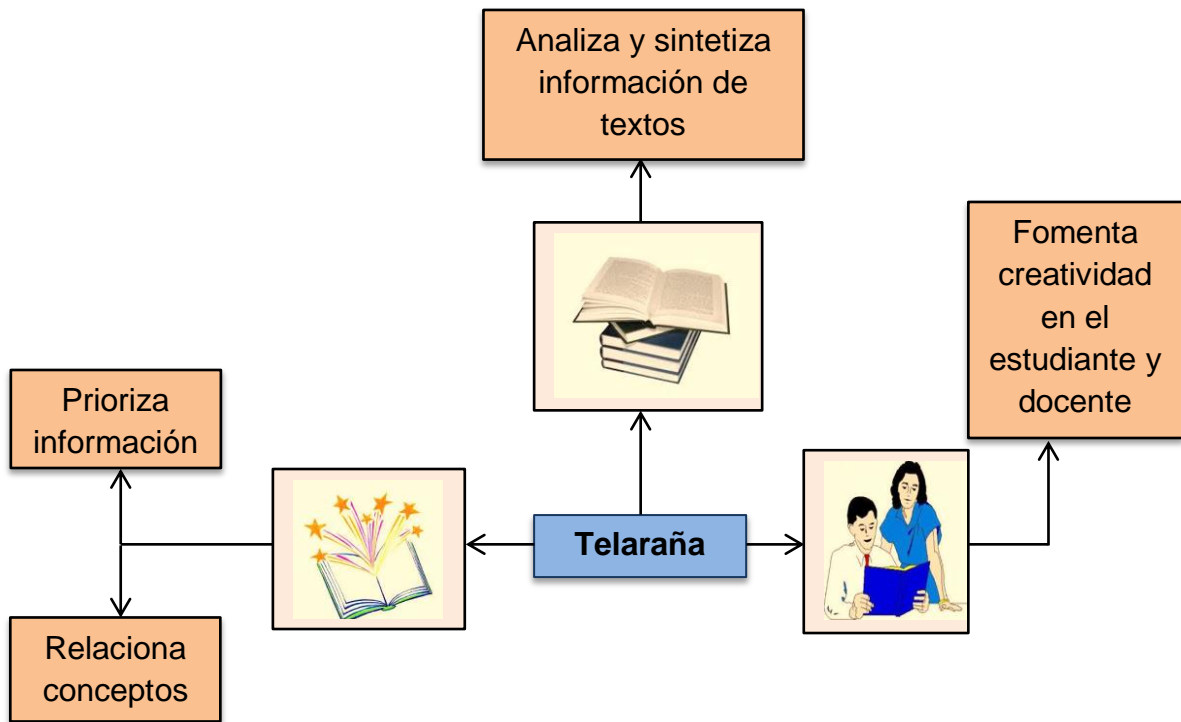 Analiza y sintetiza
información de
textos
Fomenta
creatividad
en el
estudiante y
docente
Prioriza
información
Telaraña
Relaciona
conceptos